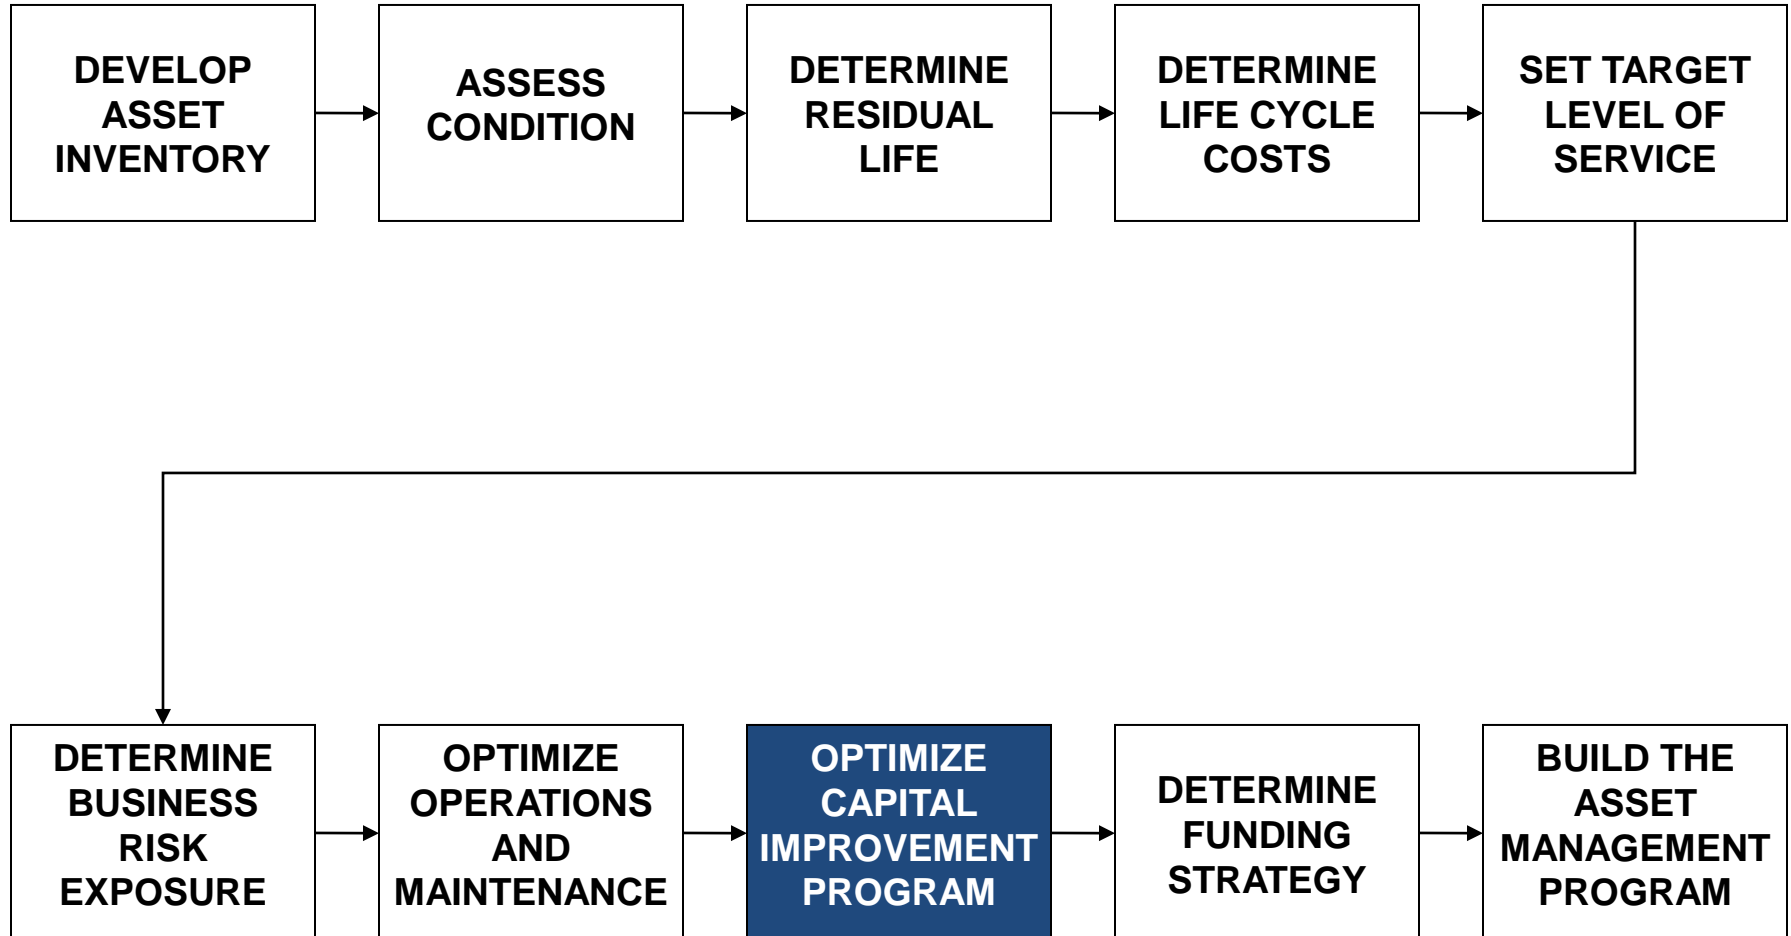 DEVELOP
ASSET
INVENTORY
ASSESS
CONDITION
DETERMINE
RESIDUAL
LIFE
DETERMINE
LIFE CYCLE
COSTS
SET TARGET
LEVEL OF
SERVICE
DETERMINE
BUSINESS
RISK
EXPOSURE
OPTIMIZE
OPERATIONS
AND
MAINTENANCE
OPTIMIZE
CAPITAL
IMPROVEMENT
PROGRAM
DETERMINE
FUNDING
STRATEGY
BUILD THE
ASSET
MANAGEMENT
PROGRAM